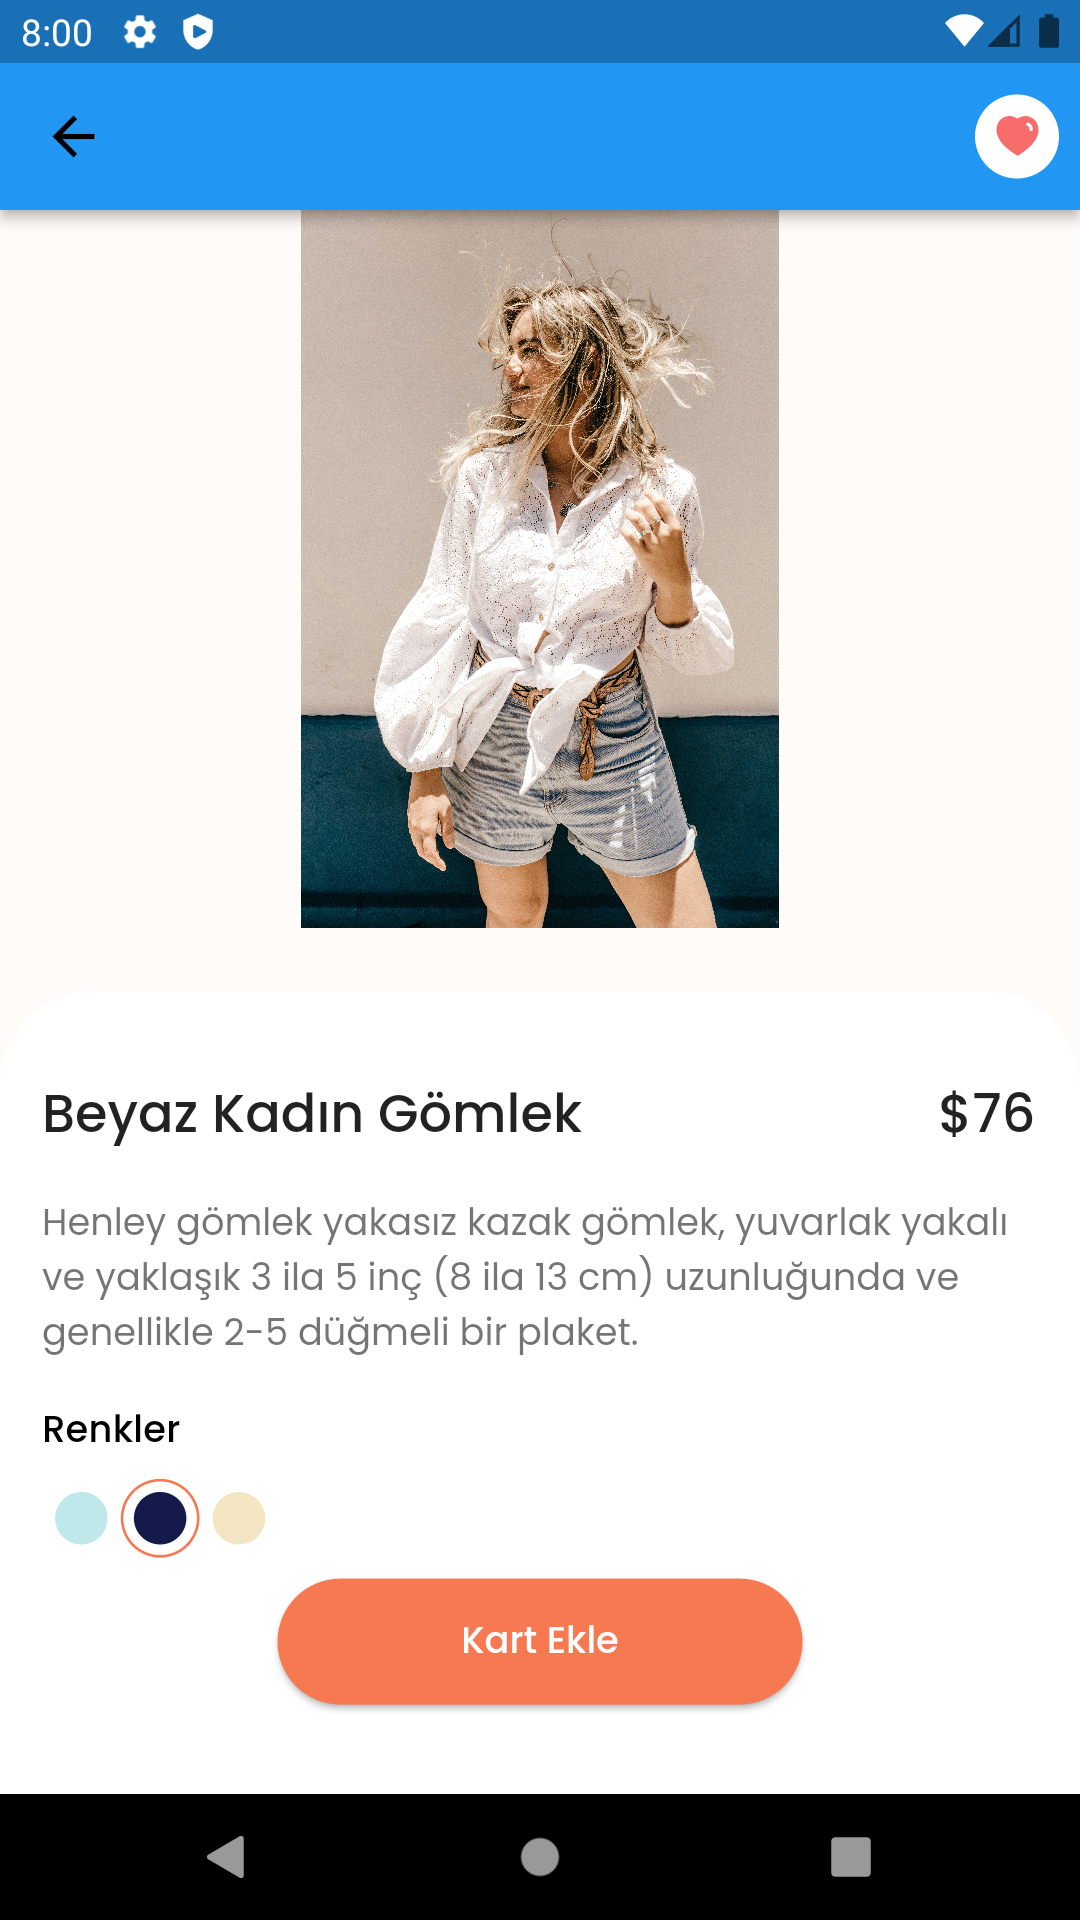 8:00
Beyaz Kadın Gömlek $76
Henley gömlek yakasız kazak gömlek, yuvarlak yakalı
ve yaklaşık 3 ila 5 inç (8 ila 13 cm) uzunluğunda ve
genellikle 2-5 düğmeli bir plaket.
Renkler
Kart Ekle